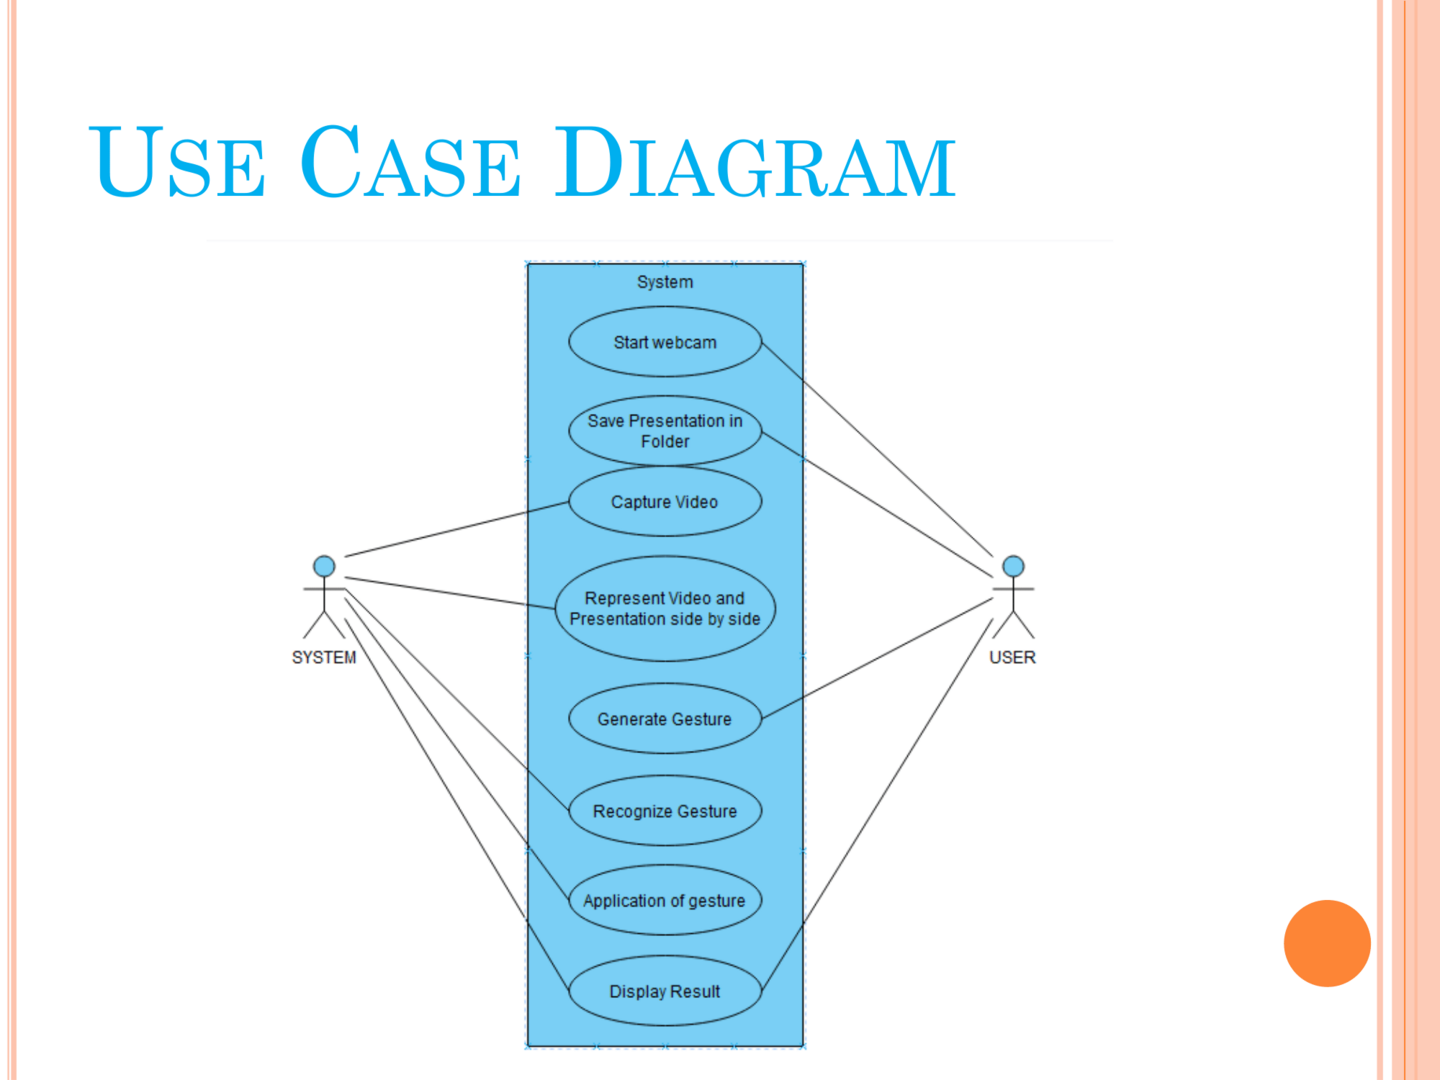 USE CASE DIAGRAM
System
Start webcam
Save Presentation in
Folder
Capture Video
Represent Video and
Presentation side by side
SYSTEM
USER
Generate Gesture
Recognize Gesture
Application of gesture
Display Result